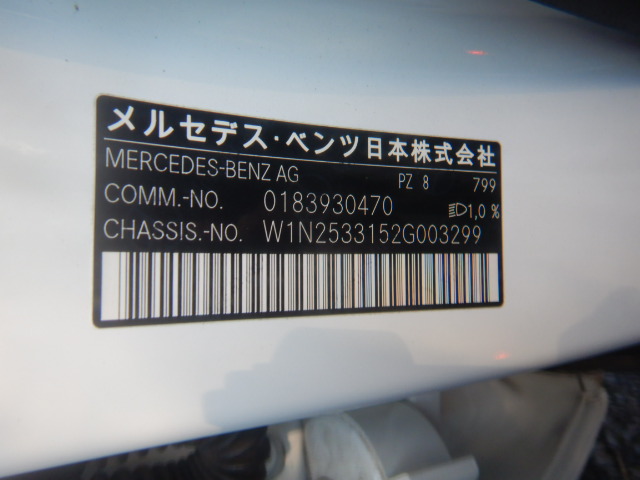 メルセデス・ベンツ日本株式会社
MERCEDES-BENZ AG PZ 8 799
COMM.-NO. 0183930470 1,0 %
CHASSIS.-NO. W1N2533152G003299